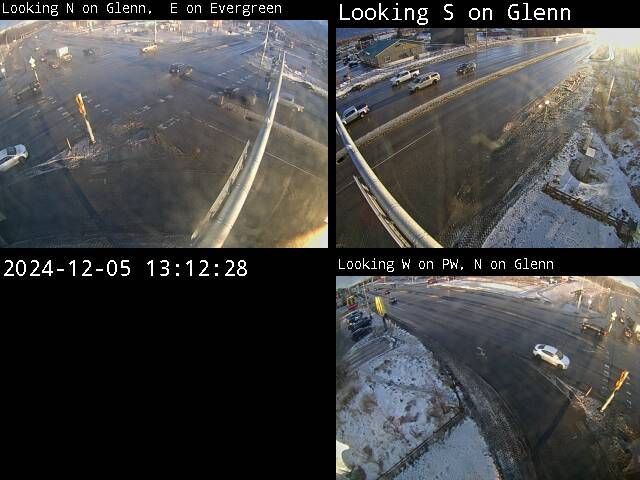 Looking N on Glenn,  E on Evergreen
Looking S on Glenn
2024-12-05 13:12:28
Looking W on PW, N on Glenn